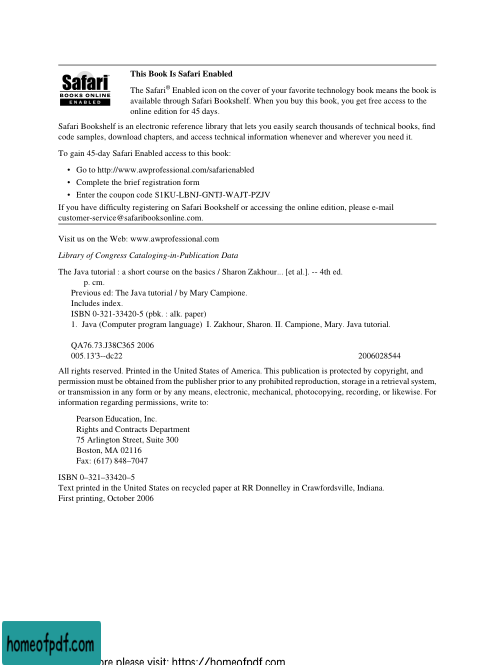 Safari
BOOKS ONLINE
ENABLED
This Book Is Safari Enabled
The Safari® Enabled icon on the cover of your favorite technology book means the book is
available through Safari Bookshelf. When you buy this book, you get free access to the
online edition for 45 days.
Safari Bookshelf is an electronic reference library that lets you easily search thousands of technical books, find
code samples, download chapters, and access technical information whenever and wherever you need it.
To gain 45-day Safari Enabled access to this book:
• Go to http://www.awprofessional.com/safarienabled
• Complete the brief registration form
• Enter the coupon code S1KU-LBNJ-GNTJ-WAJT-PZJV
If you have difficulty registering on Safari Bookshelf or accessing the online edition, please e-mail
customer-service@safaribooksonline.com.
Visit us on the Web: www.awprofessional.com
Library of Congress Cataloging-in-Publication Data
The Java tutorial : a short course on the basics / Sharon Zakhour... [et al.]. -- 4th ed.
p. cm.
Previous ed: The Java tutorial / by Mary Campione.
Includes index.
ISBN 0-321-33420-5 (pbk. : alk. paper)
1. Java (Computer program language) I. Zakhour, Sharon. II. Campione, Mary. Java tutorial.
QA76.73.J38C365 2006
005.13'3--dc22 2006028544
All rights reserved. Printed in the United States of America. This publication is protected by copyright, and
permission must be obtained from the publisher prior to any prohibited reproduction, storage in a retrieval system,
or transmission in any form or by any means, electronic, mechanical, photocopying, recording, or likewise. For
information regarding permissions, write to:
Pearson Education, Inc.
Rights and Contracts Department
75 Arlington Street, Suite 300
Boston, MA 02116
Fax: (617) 848–7047
ISBN 0–321–33420–5
Text printed in the United States on recycled paper at RR Donnelley in Crawfordsville, Indiana.
First printing, October 2006
homeofpdf.com
ore please visit: https://homeofpdf.com